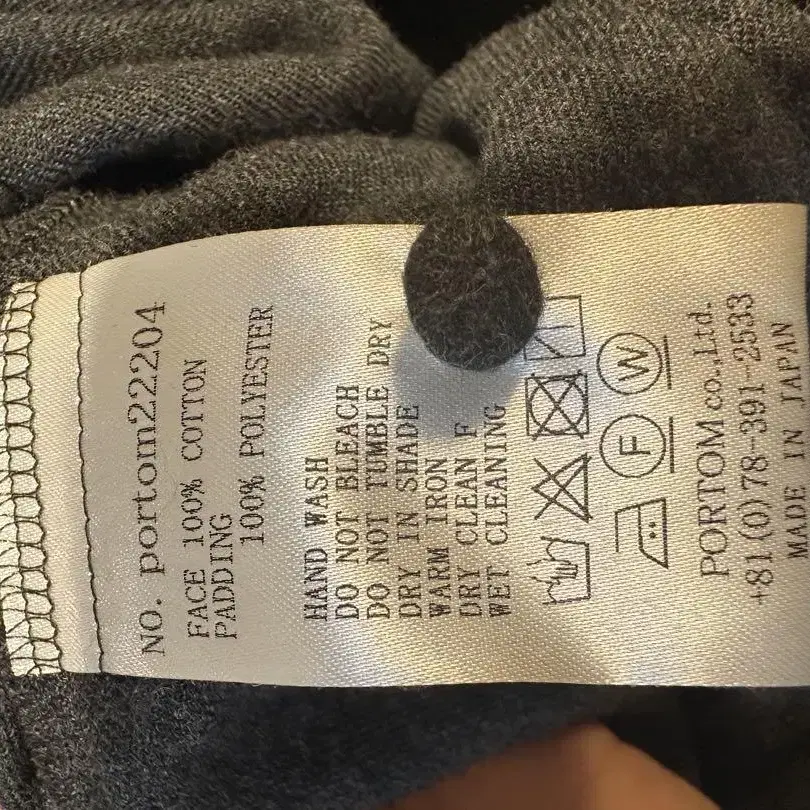 NO. portom22204
FACE 100% COTTON
PADDING
100% POLYESTER
HAND WASH
DO NOT BLEACH
DO NOT TUMBLE DRY
DRY IN SHADE
WARM IRON
DRY CLEAN F
WET CLEANING
F W
PORTOM co.,Ltd.
+81 (0)78-391-2533
MADE IN JAPAN